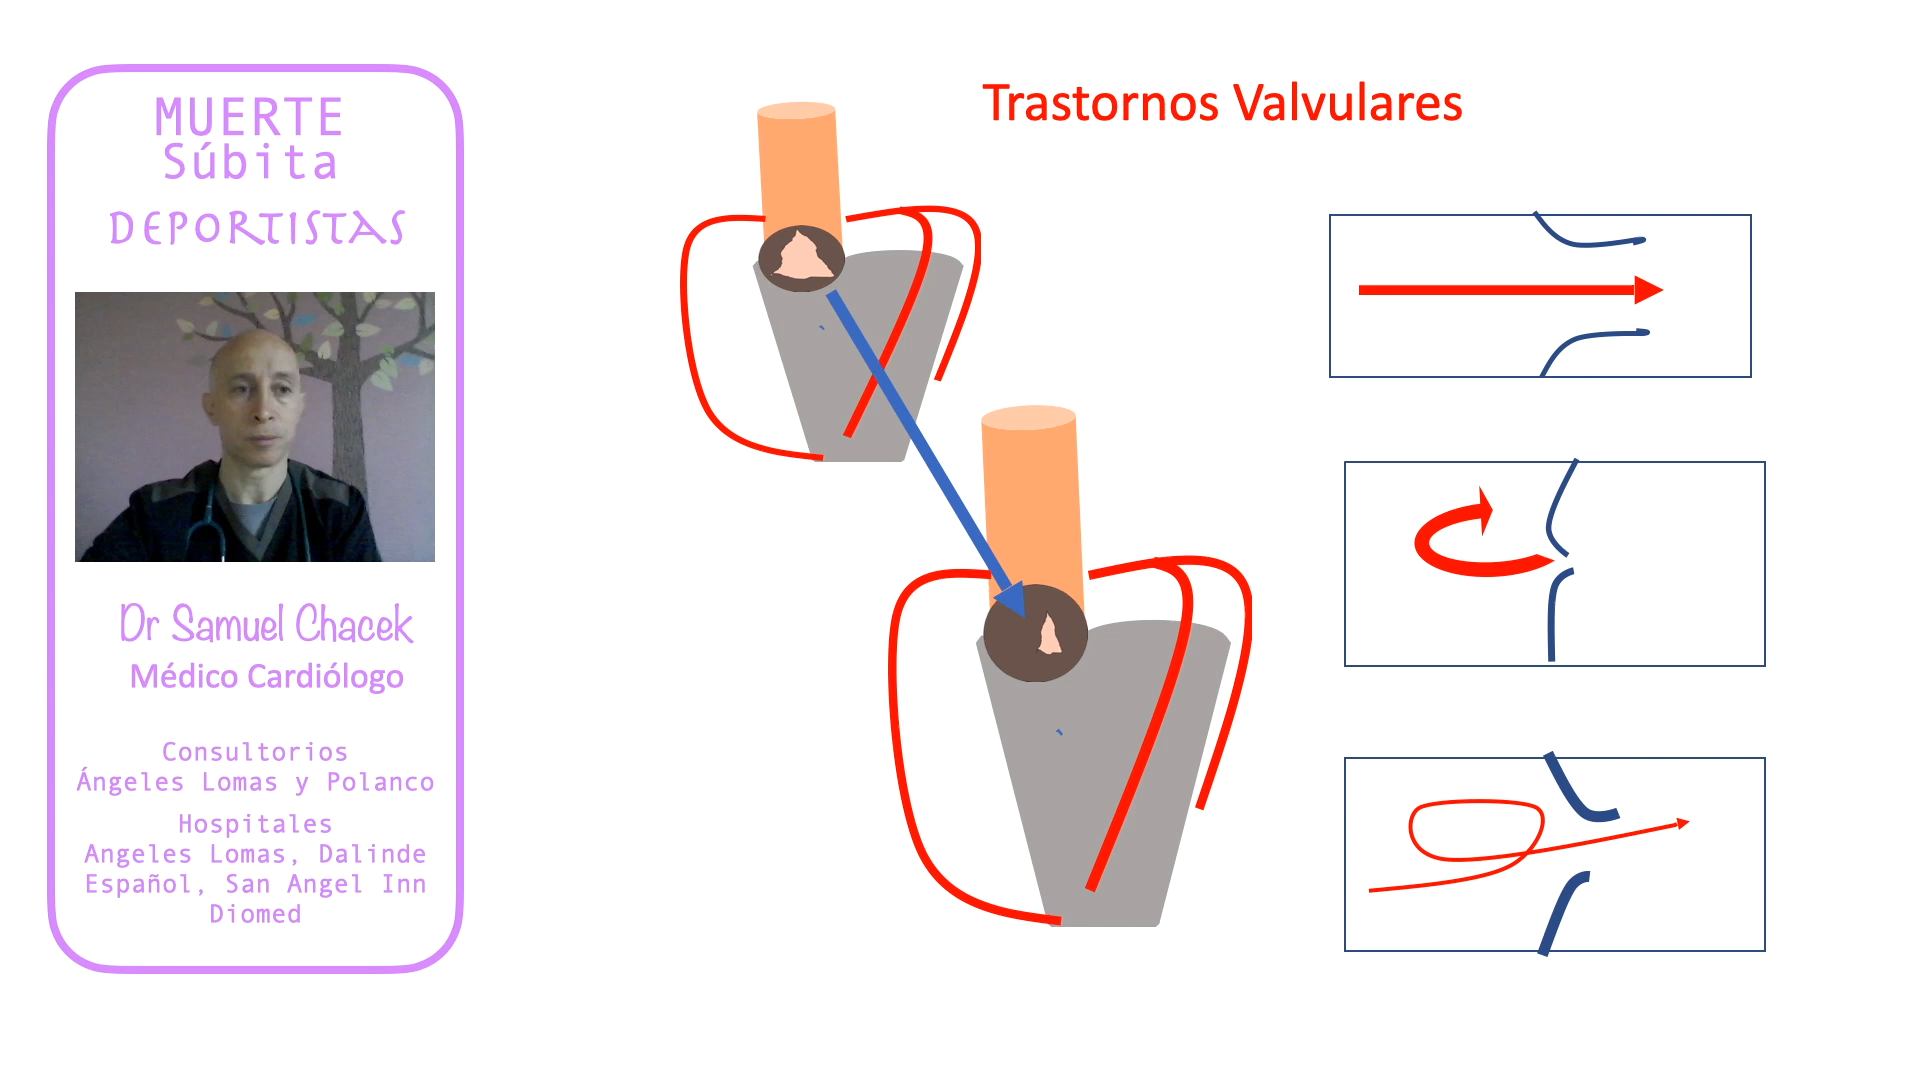 MUERTE
Súbita
DEPORTISTAS
Dr Samuel Chacek
Médico Cardiólogo
Consultorios
Ángeles Lomas y Polanco
Hospitales
Angeles Lomas, Dalinde
Español, San Angel Inn
Diomed
Trastornos Valvulares